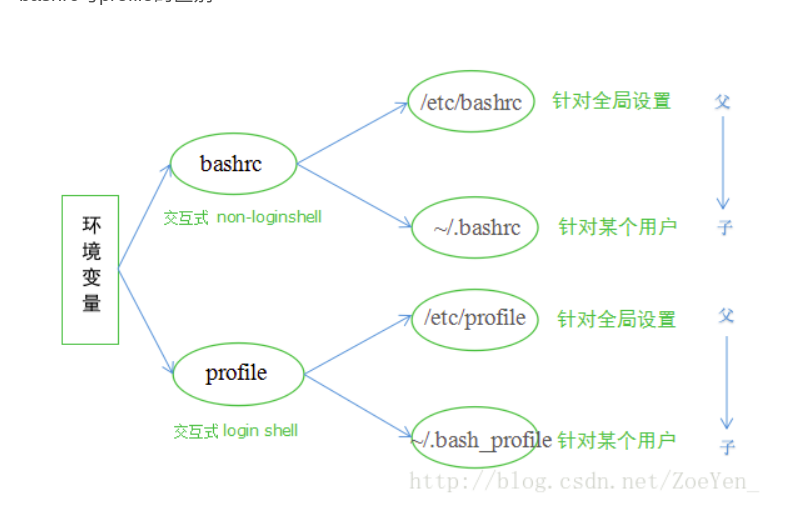 /etc/bashrc 针对全局设置 父
bashrc
交互式 non-loginshell
~/.bashrc 针对某个用户 子
环
境
变
量
/etc/profile 针对全局设置 父
profile
交互式 login shell
~/.bash_profile 针对某个用户 子
http://blog.csdn.net/ZoeYen_